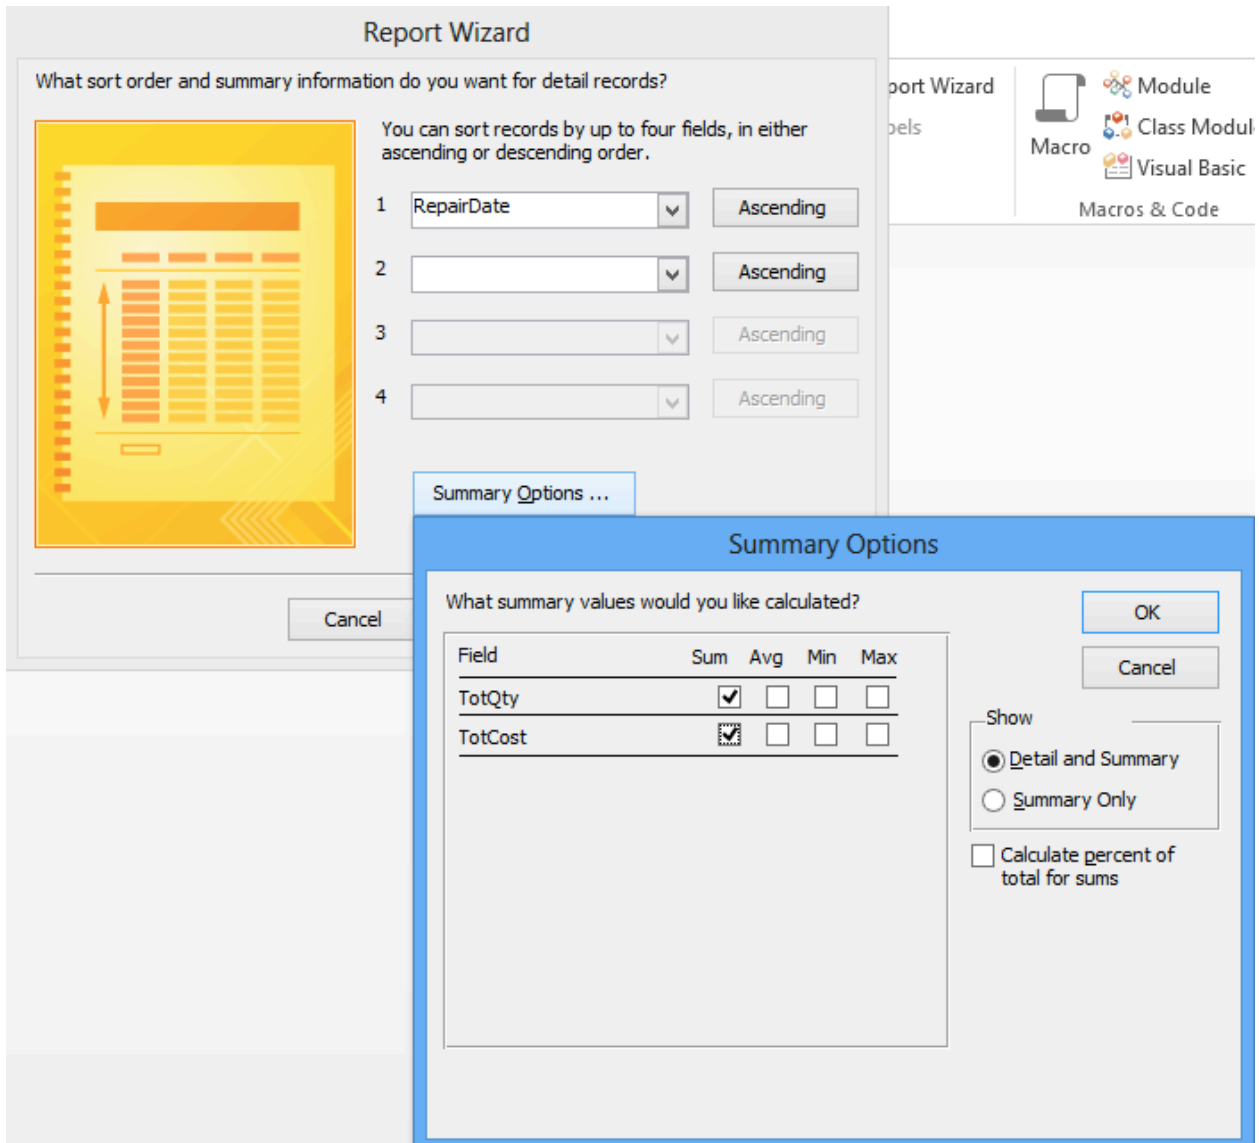 Report Wizard
What sort order and summary information do you want for detail records?
You can sort records by up to four fields, in either
ascending or descending order.
1 RepairDate Ascending
2 Ascending
3 Ascending
4 Ascending
Summary Options ...
Cancel
port Wizard
Macro
Module
Class Modul
Visual Basic
Macros & Code
Summary Options
What summary values would you like calculated?
OK
Cancel
Field Sum Avg Min Max
TotQty
TotCost
Show
Detail and Summary
Summary Only
Calculate percent of
total for sums